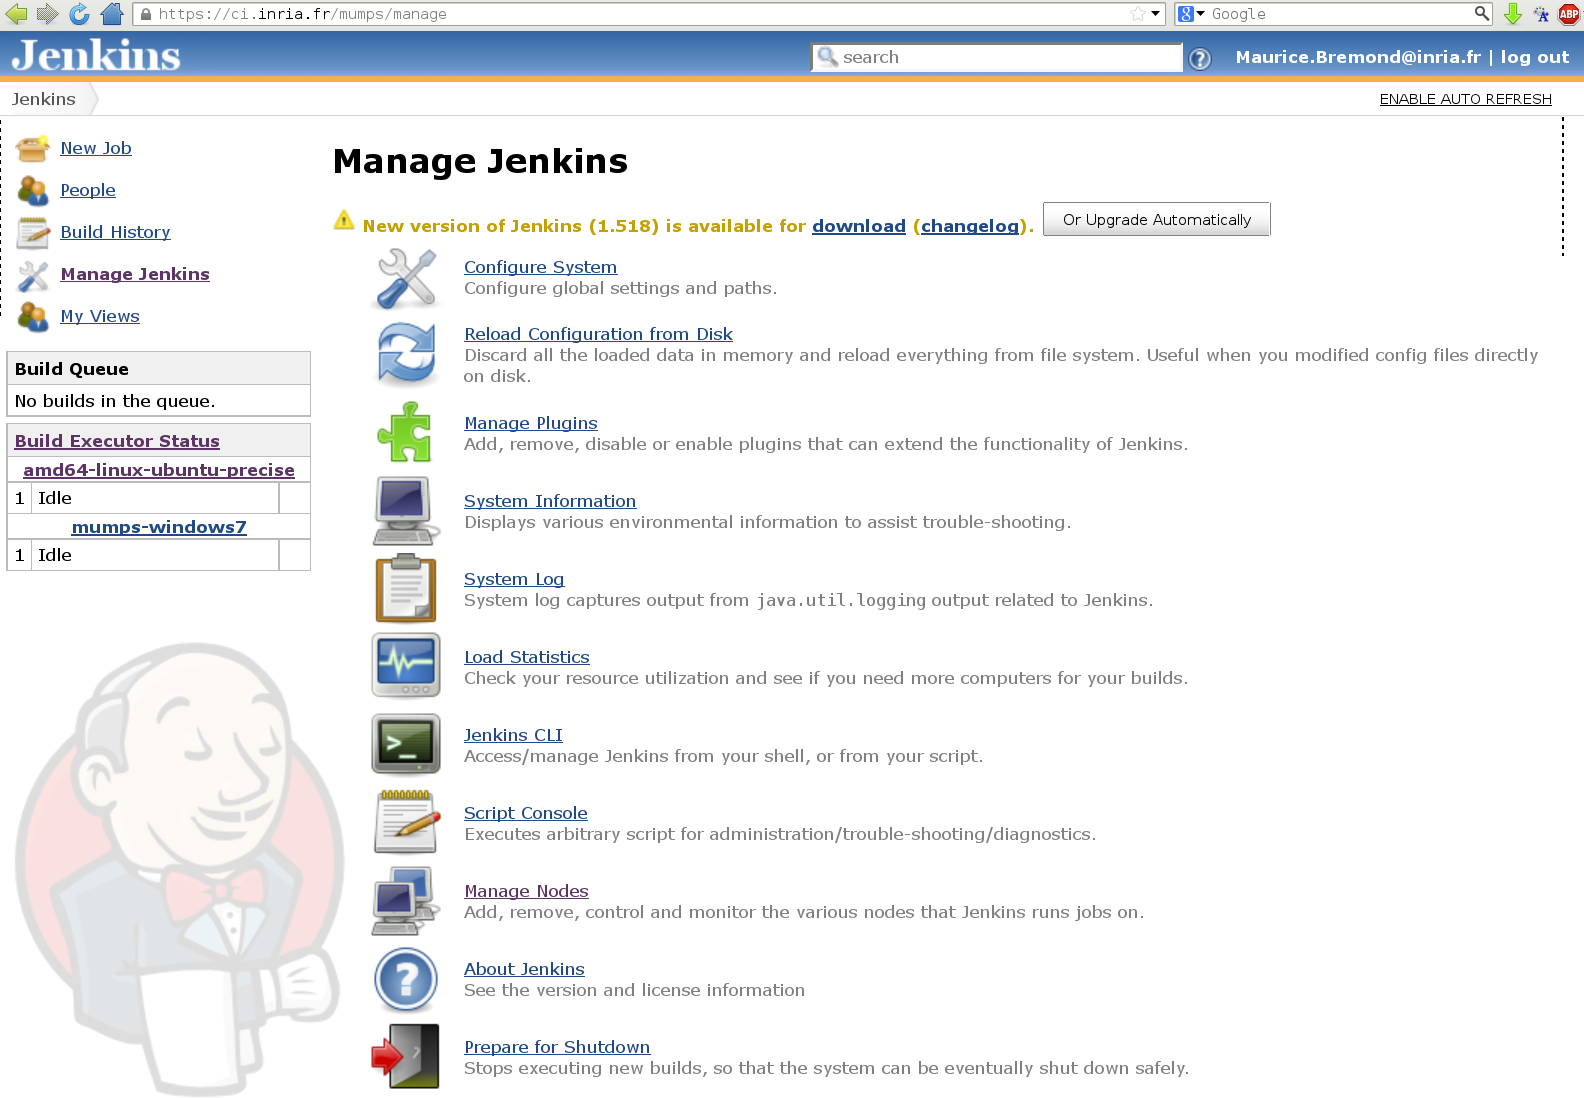 https://ci.inria.fr/mumps/manage
Google
ABP
Jenkins
search
Maurice.Bremond@inria.fr | log out
Jenkins
ENABLE AUTO REFRESH
New Job
People
Build History
Manage Jenkins
My Views
Build Queue
No builds in the queue.
Build Executor Status
amd64-linux-ubuntu-precise
1 Idle
mumps-windows7
1 Idle
Manage Jenkins
New version of Jenkins (1.518) is available for download (changelog).
Or Upgrade Automatically
Configure System
Configure global settings and paths.
Reload Configuration from Disk
Discard all the loaded data in memory and reload everything from file system. Useful when you modified config files directly
on disk.
Manage Plugins
Add, remove, disable or enable plugins that can extend the functionality of Jenkins.
System Information
Displays various environmental information to assist trouble-shooting.
System Log
System log captures output from java.util.logging output related to Jenkins.
Load Statistics
Check your resource utilization and see if you need more computers for your builds.
Jenkins CLI
Access/manage Jenkins from your shell, or from your script.
Script Console
Executes arbitrary script for administration/trouble-shooting/diagnostics.
Manage Nodes
Add, remove, control and monitor the various nodes that Jenkins runs jobs on.
About Jenkins
See the version and license information
Prepare for Shutdown
Stops executing new builds, so that the system can be eventually shut down safely.